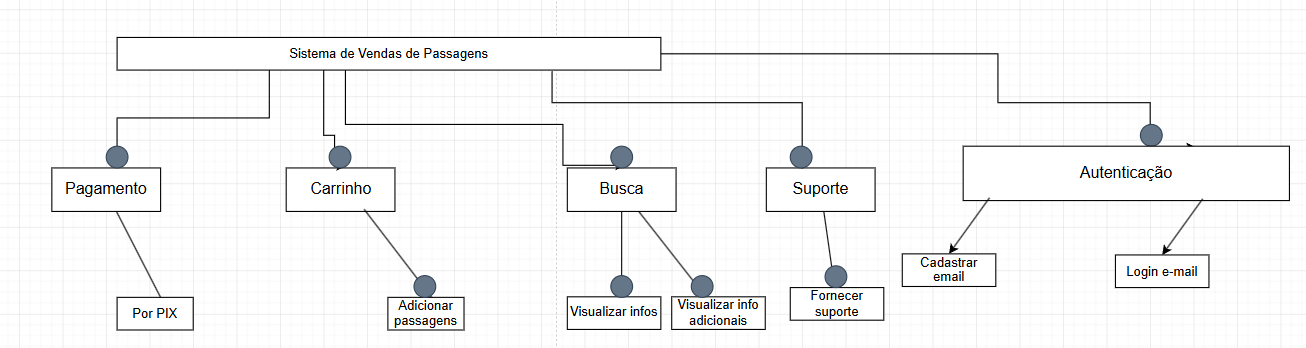 Sistema de Vendas de Passagens
Pagamento
Carrinho
Busca
Suporte
Autenticação
Por PIX
Adicionar
passagens
Visualizar infos
Visualizar info
adicionais
Fornecer
suporte
Cadastrar
email
Login e-mail